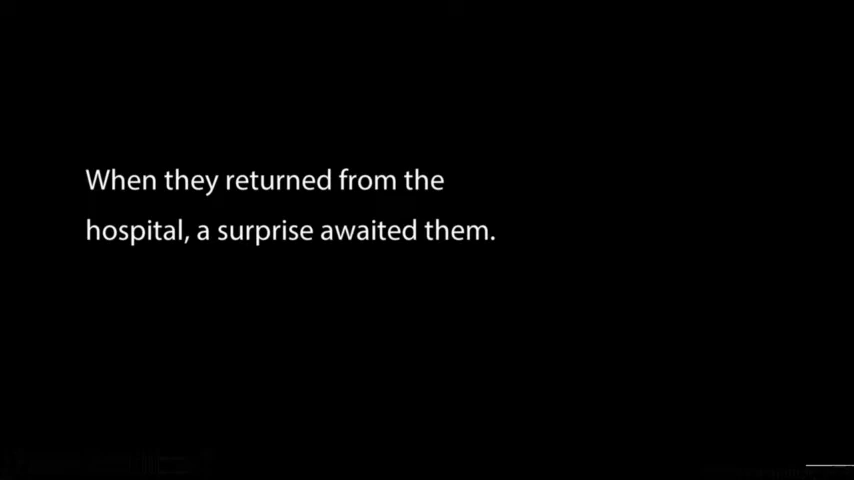 When they returned from the
hospital, a surprise awaited them.